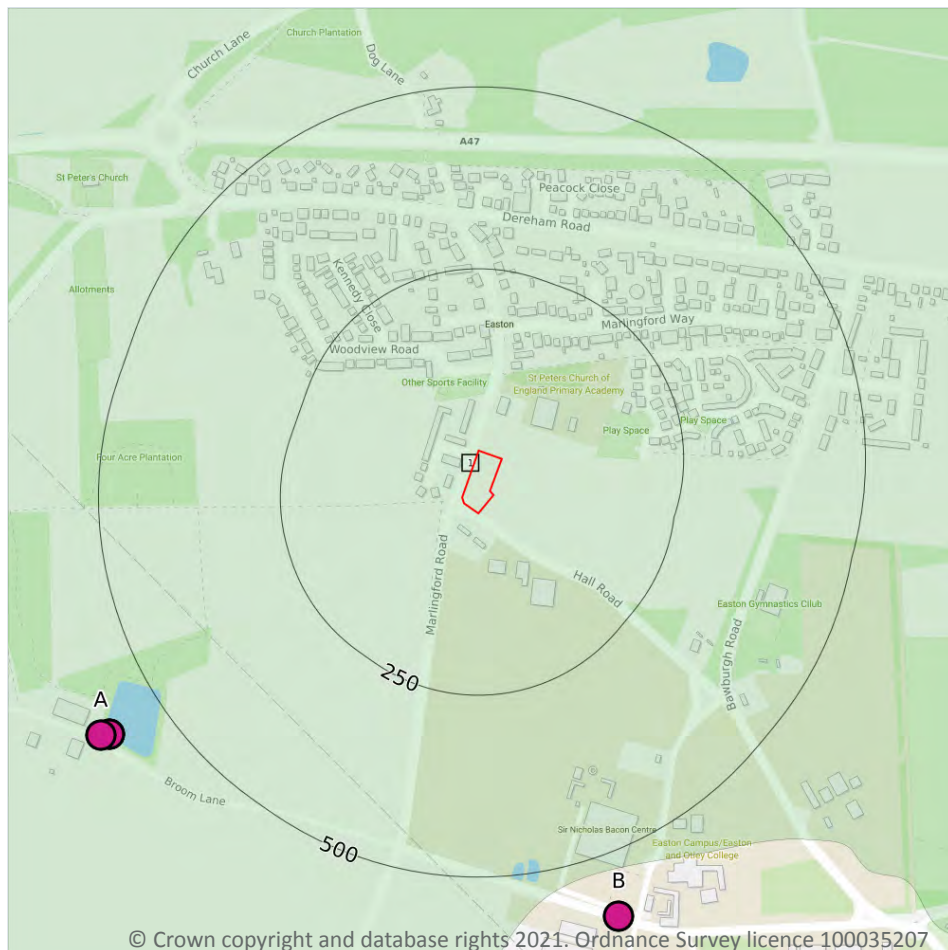 Church Plantation
Church Lane
Dog Lane
A47
St Peter's Church
Peacock Close
Dereham Road
Kennedy Close
Allotments
Easton
Marlingford Way
Woodview Road
Other Sports Facility
St Peters Church of
England Primary Academy
Play Space
Play Space
Four Acre Plantation
1
Marlingford Road
Hall Road
Easton Gymnastics Cilub
Bawburgh Road
250
A
Broom Lane
500
Sir Nicholas Bacon Centre
Easton Campus/Easton
and Otley College
B
© Crown copyright and database rights 2021. Ordnance Survey licence 100035207